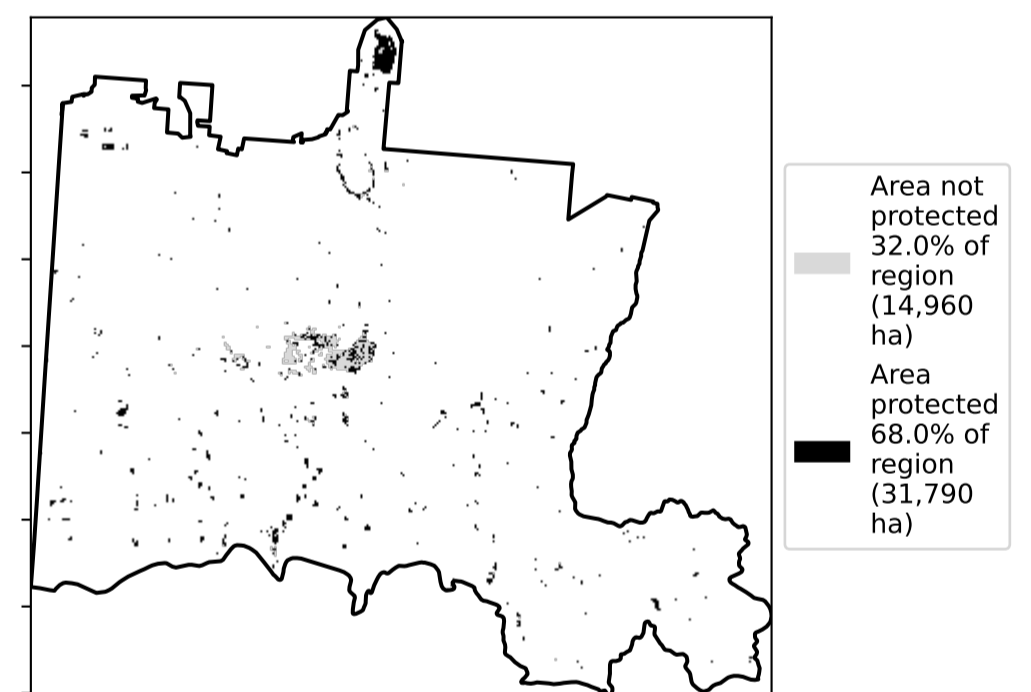 Area not
protected
32.0% of
region
(14,960
ha)
Area
protected
68.0% of
region
(31,790
ha)